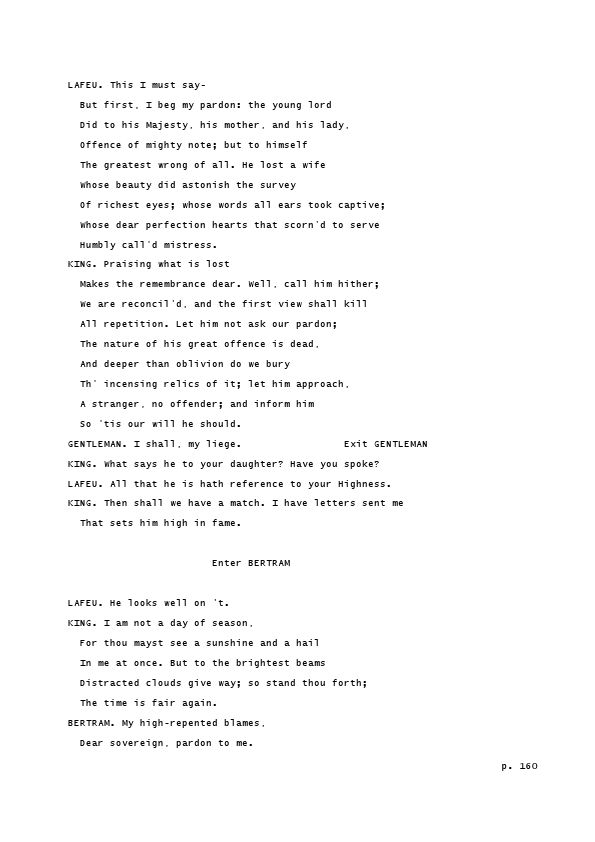 LAFEU. This I must say-
But first, I beg my pardon: the young lord
Did to his Majesty, his mother, and his lady,
Offence of mighty note; but to himself
The greatest wrong of all. He lost a wife
Whose beauty did astonish the survey
Of richest eyes; whose words all ears took captive;
Whose dear perfection hearts that scorn'd to serve
Humbly call'd mistress.
KING. Praising what is lost
Makes the remembrance dear. Well, call him hither;
We are reconcil'd, and the first view shall kill
All repetition. Let him not ask our pardon;
The nature of his great offence is dead,
And deeper than oblivion do we bury
Th' incensing relics of it; let him approach,
A stranger, no offender; and inform him
So 'tis our will he should.
GENTLEMAN. I shall, my liege. Exit GENTLEMAN
KING. What says he to your daughter? Have you spoke?
LAFEU. All that he is hath reference to your Highness.
KING. Then shall we have a match. I have letters sent me
That sets him high in fame.
Enter BERTRAM
LAFEU. He looks well on 't.
KING. I am not a day of season,
For thou mayst see a sunshine and a hail
In me at once. But to the brightest beams
Distracted clouds give way; so stand thou forth;
The time is fair again.
BERTRAM. My high-repented blames,
Dear sovereign, pardon to me.
p. 160